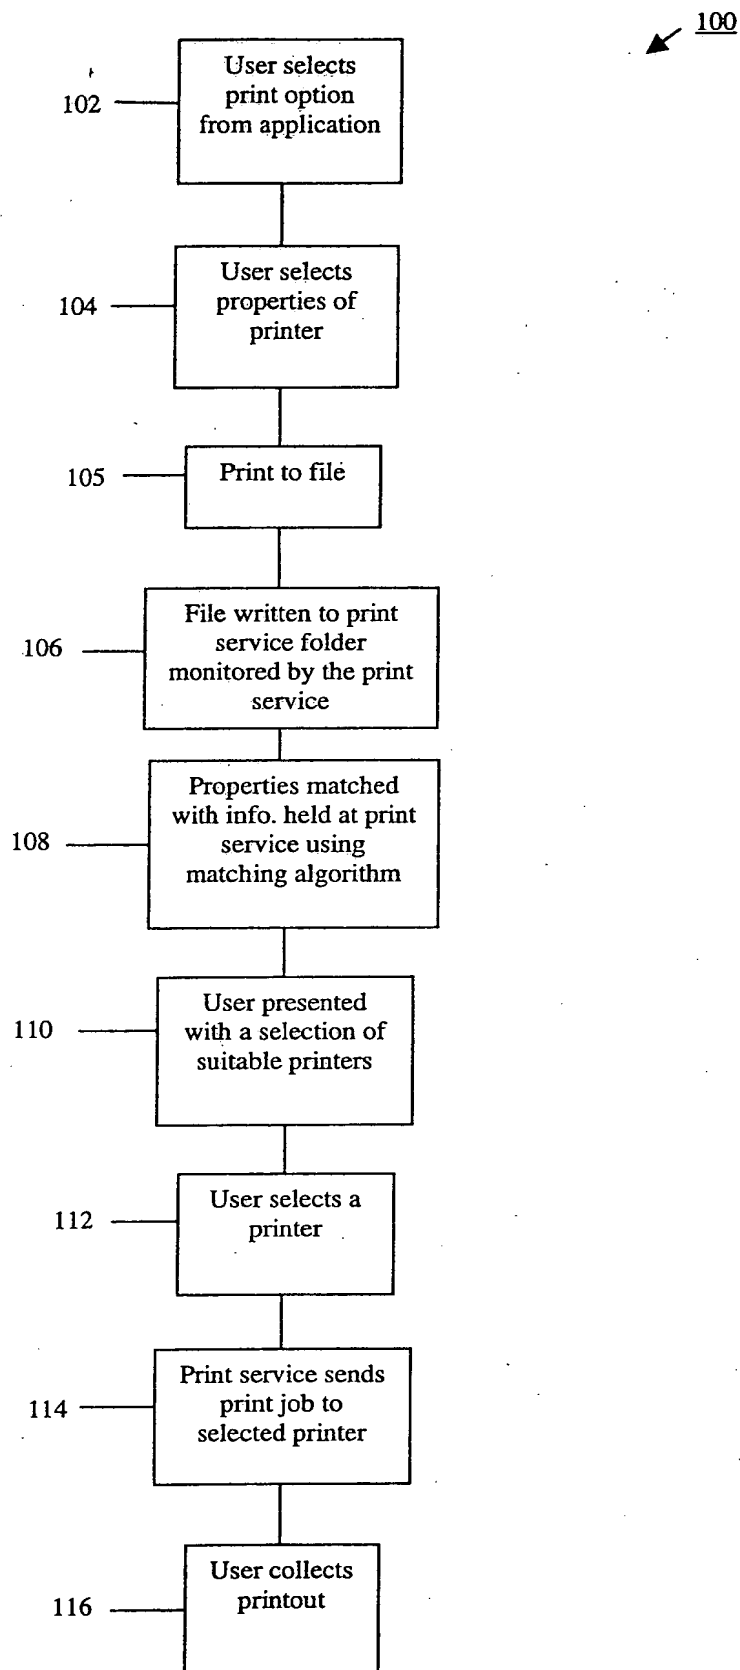 100
102
User selects
print option
from application
104
User selects
properties of
printer
105
Print to file
106
File written to print
service folder
monitored by the print
service
108
Properties matched
with info. held at print
service using
matching algorithm
110
User presented
with a selection of
suitable printers
112
User selects a
printer
114
Print service sends
print job to
selected printer
116
User collects
printout